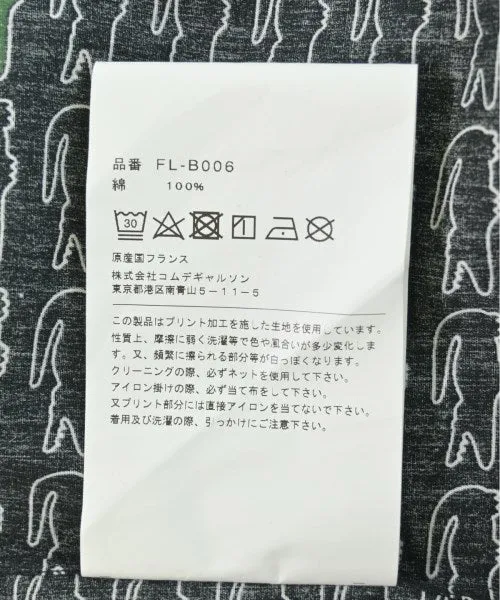 品番 FL-B006
綿 100%
30
原産国フランス
株式会社コムデギャルソン
東京都港区南青山5-11-5
この製品はプリント加工を施した生地を使用しています。
性質上、摩擦に弱く洗濯等で色や風合いが多少変化しま
す。又、頻繁に擦られる部分等が白っぽくなります。
クリーニングの際、必ずネットを使用して下さい。
アイロン掛けの際、必ず当て布をして下さい。
又プリント部分には直接アイロンを当てないで下さい。
着用及び洗濯の際、引っかけにご注意下さい。